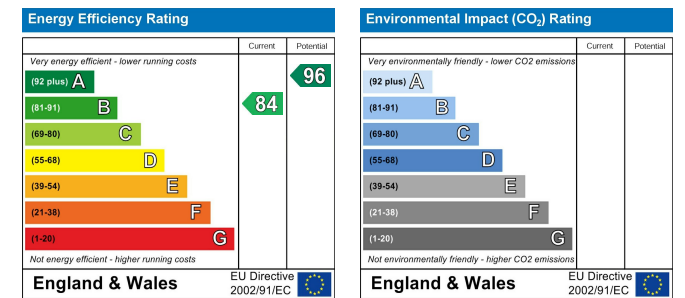 Energy Efficiency Rating
Current Potential
Very energy efficient - lower running costs
(92 plus) A
96
(81-91) B
84
(69-80) C
(55-68) D
(39-54) E
(21-38) F
(1-20) G
Not energy efficient - higher running costs
England & Wales
EU Directive
2002/91/EC
Environmental Impact (CO₂) Rating
Current Potential
Very environmentally friendly - lower CO2 emissions
(92 plus) A
(81-91) B
(69-80) C
(55-68) D
(39-54) E
(21-38) F
(1-20) G
Not environmentally friendly - higher CO2 emissions
England & Wales
EU Directive
2002/91/EC